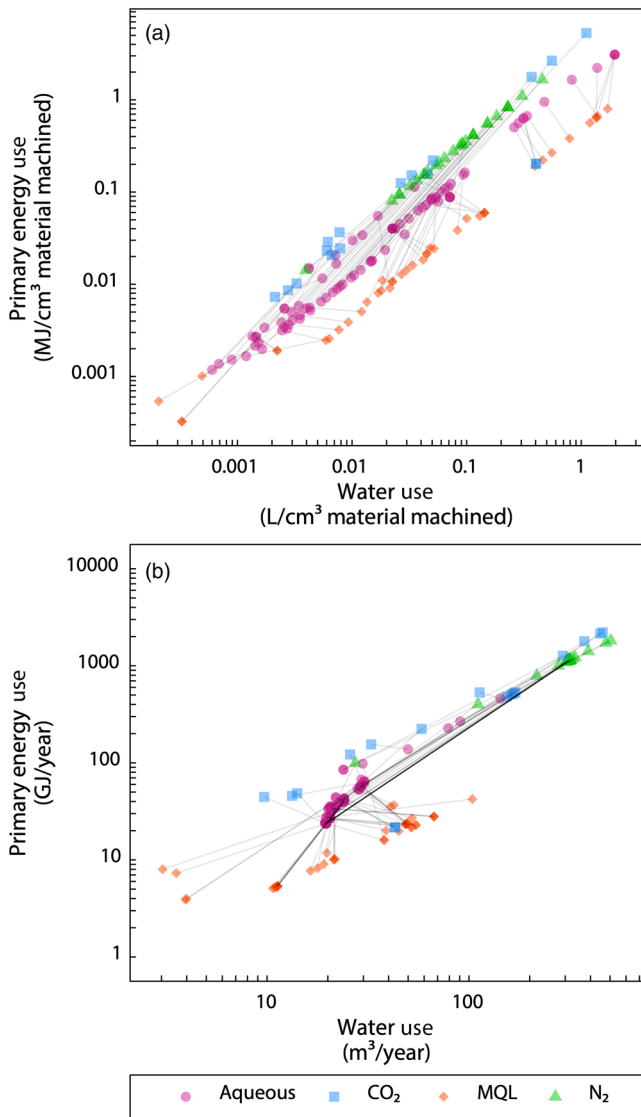 (a)
Primary energy use
(MJ/cm³ material machined)
1
0.1
0.01
0.001
0.001
0.01
0.1
1
Water use
(L/cm³ material machined)
(b)
Primary energy use
(GJ/year)
10000
1000
100
10
1
10
100
Water use
(m³/year)
Aqueous
CO₂
MQL
N₂